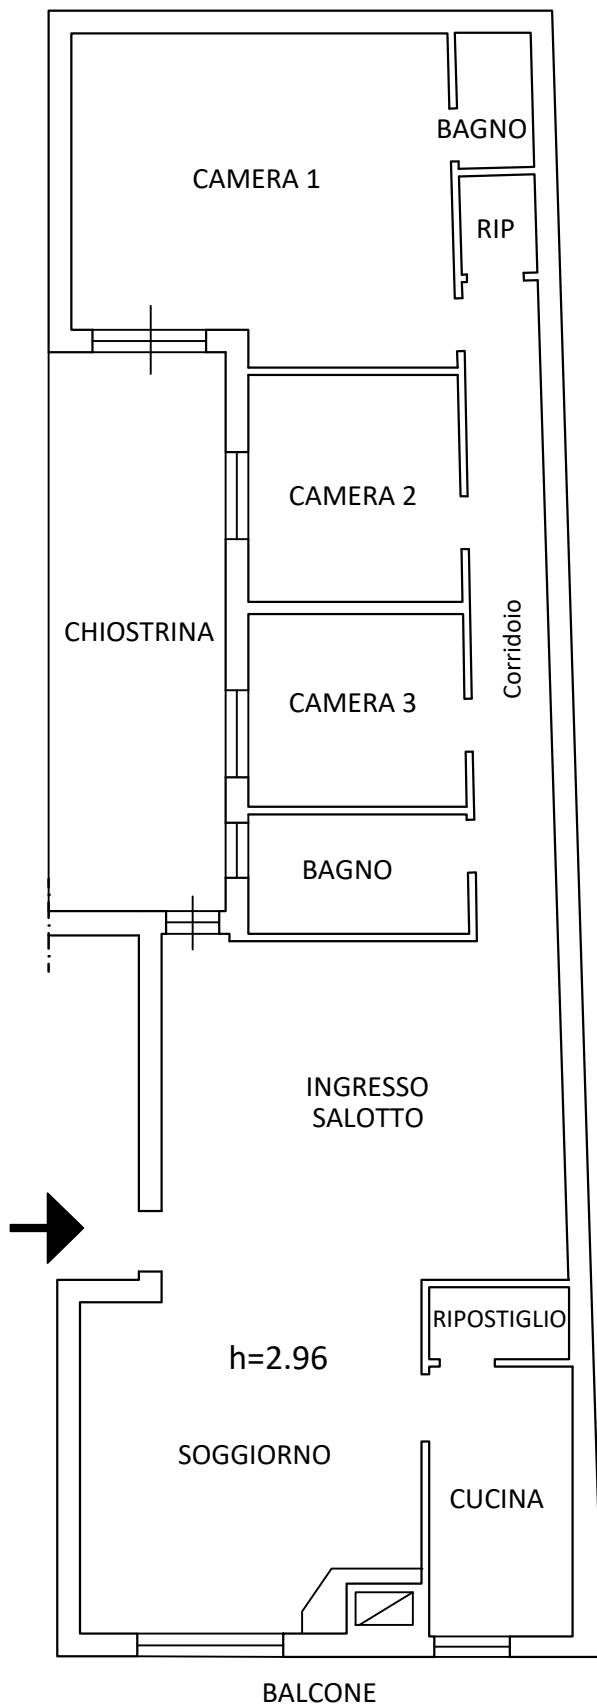 BAGNO
CAMERA 1
RIP
CAMERA 2
CHIOSTRINA
Corridoio
CAMERA 3
BAGNO
INGRESSO
SALOTTO
RIPOSTIGLIO
h=2.96
SOGGIORNO
CUCINA
BALCONE